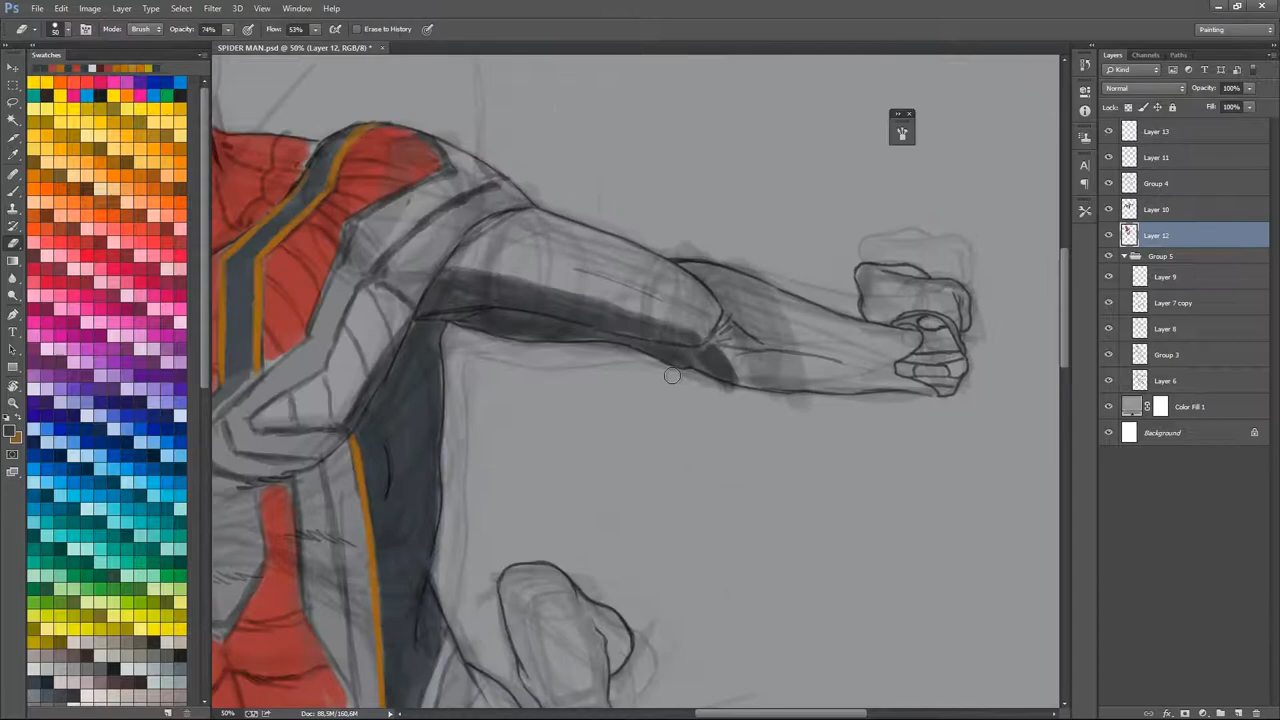 Ps File Edit Image Layer Type Select Filter 3D View Window Help
50 Mode: Brush Opacity: 74% Flow: 53% Erase to History Painting
SPIDER MAN.psd @ 50% (Layer 12, RGB/8) * ×
Swatches
Layers Channels Paths
Kind
Normal Opacity: 100%
Lock: Fill: 100%
Layer 13
Layer 11
Group 4
Layer 10
Layer 12
Group 5
Layer 9
Layer 7 copy
Layer 8
Group 3
Layer 6
Color Fill 1
Background
50% Doc: 88,5M/160,6M